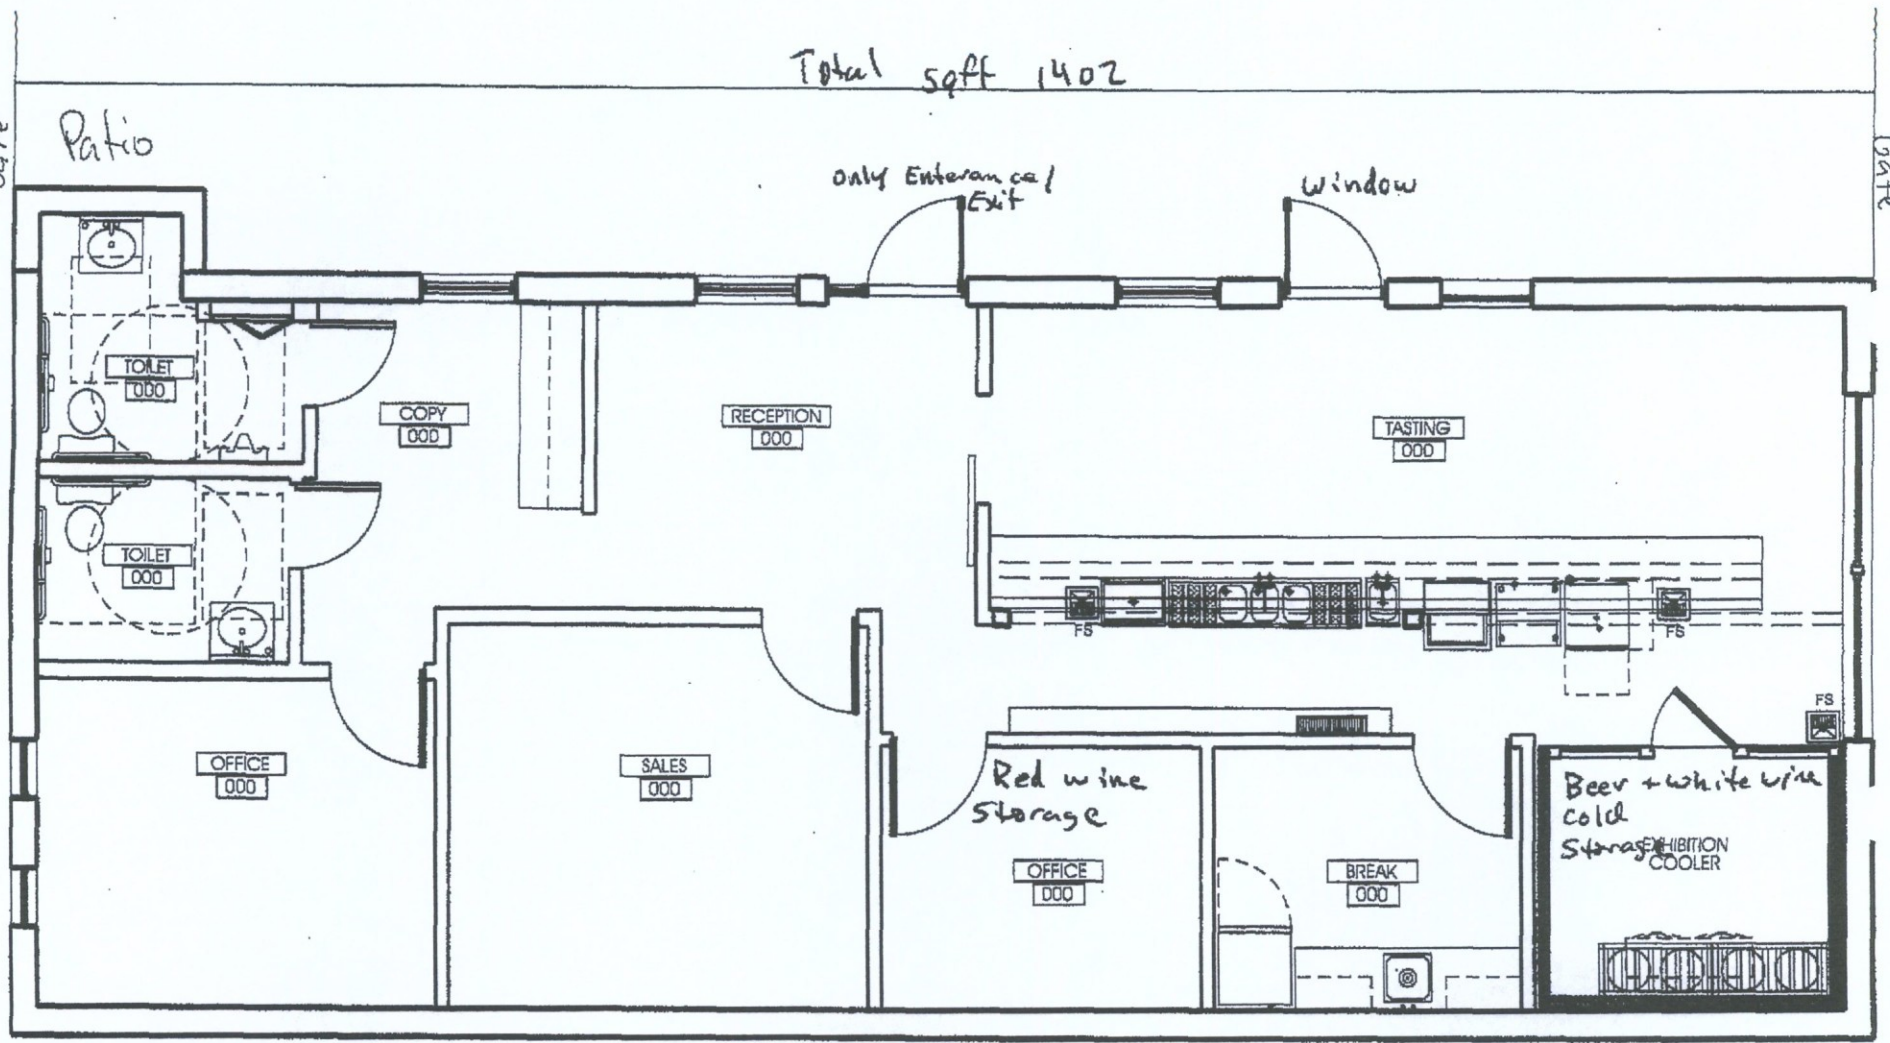 Total sqft 1402
Patio
Only Enterance/
Exit
Window
TOILET
000
COPY
000
RECEPTION
000
TASTING
000
TOILET
000
FS
FS
FS
OFFICE
000
SALES
000
Red wine
Storage
OFFICE
000
BREAK
000
Beer + white wine
Cold
Storage
EXHIBITION
COOLER